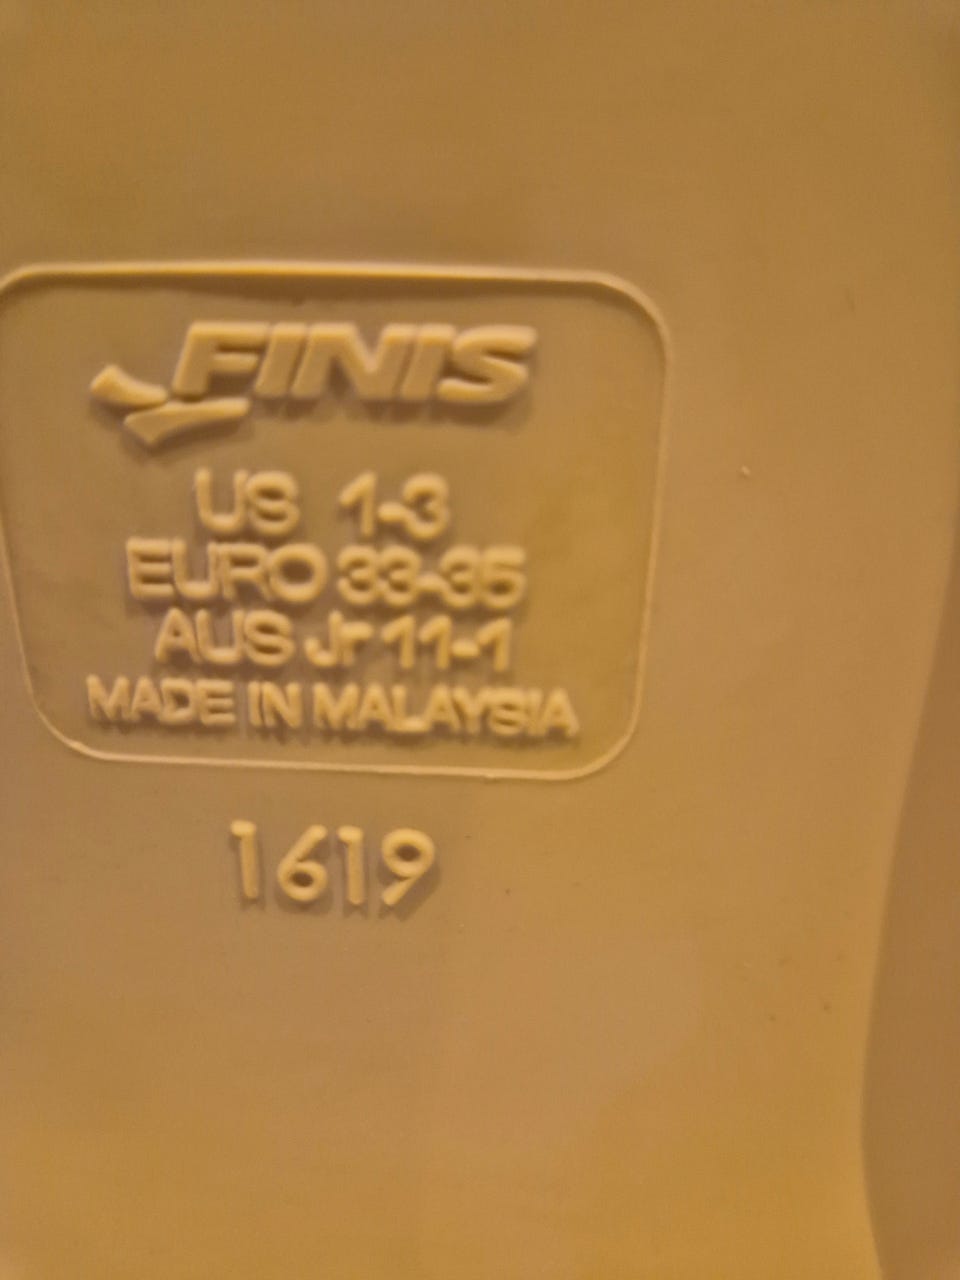 FINIS
US 1-3
EURO 33-35
AUS Jr 11-1
MADE IN MALAYSIA
1619